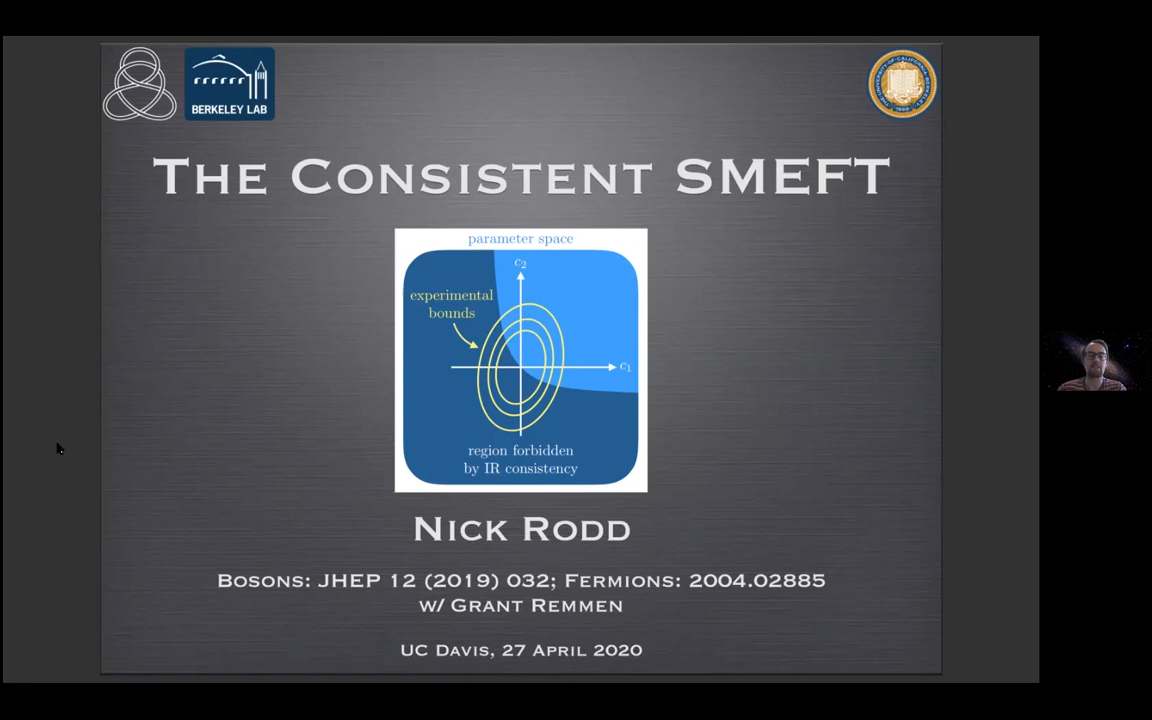 BERKELEY LAB
THE CONSISTENT SMEFT
parameter space
c2
experimental
bounds
c1
region forbidden
by IR consistency
NICK RODD
BOSONS: JHEP 12 (2019) 032; FERMIONS: 2004.02885
W/ GRANT REMMEN
UC DAVIS, 27 APRIL 2020